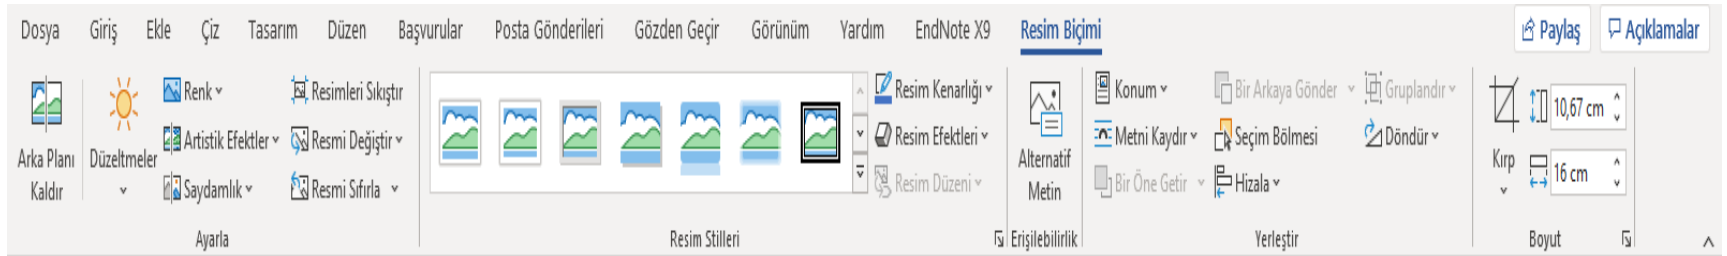 Dosya Giriş Ekle Çiz Tasarım Düzen Başvurular Posta Gönderileri Gözden Geçir Görünüm Yardım EndNote X9 Resim Biçimi Paylaş Açıklamalar
Arka Planı
Kaldır
Düzeltmeler
Renk
Artistik Efektler
Saydamlık
Resimleri Sıkıştır
Resmi Değiştir
Resmi Sıfırla
Ayarla
Resim Kenarlığı
Resim Efektleri
Resim Düzeni
Resim Stilleri
Alternatif
Metin
Erişilebilirlik
Konum
Metni Kaydır
Bir Öne Getir
Bir Arkaya Gönder
Seçim Bölmesi
Hizala
Gruplandır
Döndür
Yerleştir
Kırp
10,67 cm
16 cm
Boyut